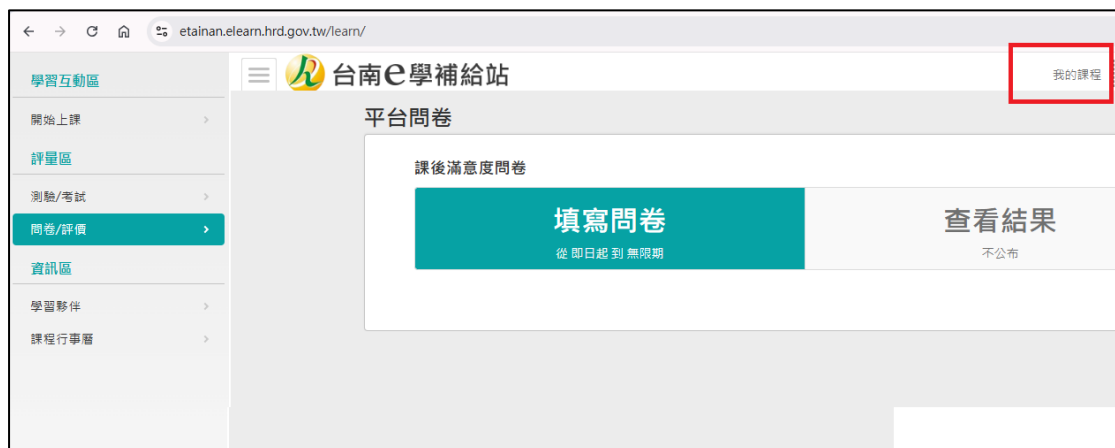 etainan.elearn.hrd.gov.tw/learn/
學習互動區
開始上課
評量區
測驗/考試
問卷/評價
資訊區
學習夥伴
課程行事曆
台南e學補給站
我的課程
平台問卷
課後滿意度問卷
填寫問卷
從 即日起 到 無限期
查看結果
不公布